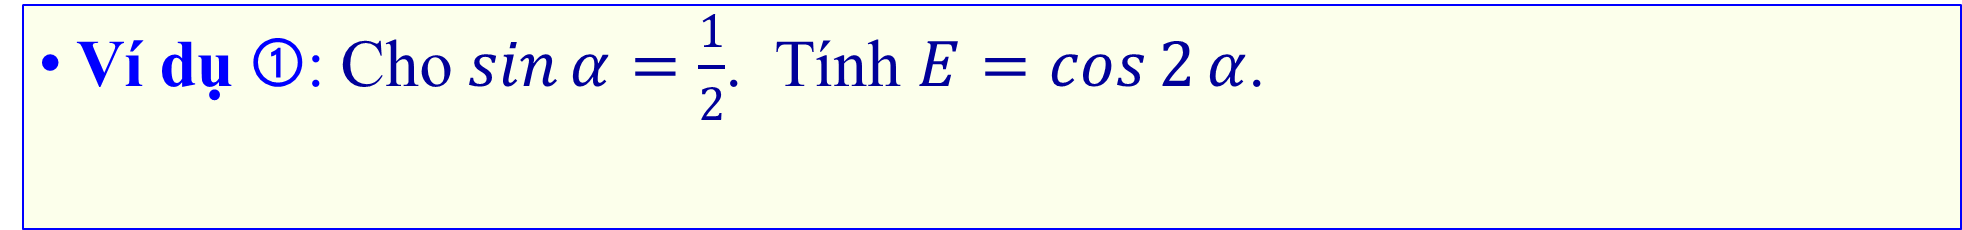 • Ví dụ ①: Cho sin α = 1/2. Tính E = cos 2 α.